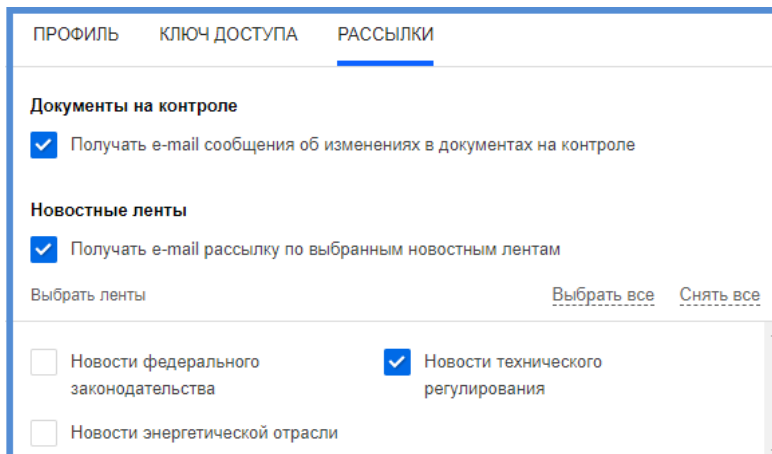 ПРОФИЛЬ КЛЮЧ ДОСТУПА РАССЫЛКИ
Документы на контроле
Получать e-mail сообщения об изменениях в документах на контроле
Новостные ленты
Получать e-mail рассылку по выбранным новостным лентам
Выбрать ленты Выбрать все Снять все
Новости федерального
законодательства
Новости технического
регулирования
Новости энергетической отрасли